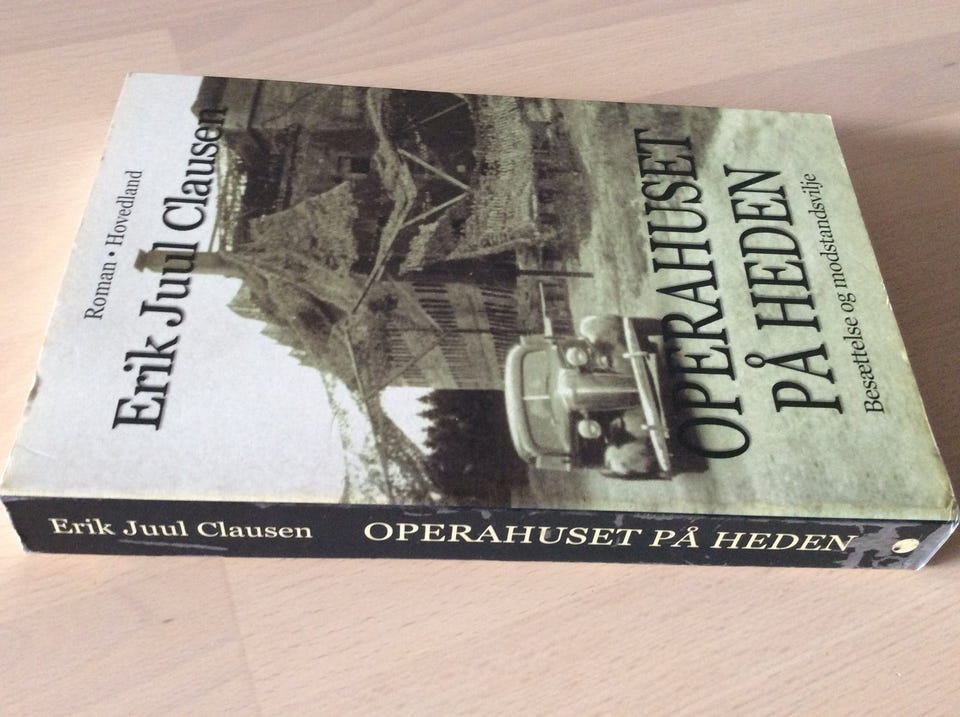 Roman • Hovedland
Erik Juul Clausen
OPERAHUSET
PÅ HEDEN
Besættelse og modstandsvilje
Erik Juul Clausen OPERAHUSET PÅ HEDEN